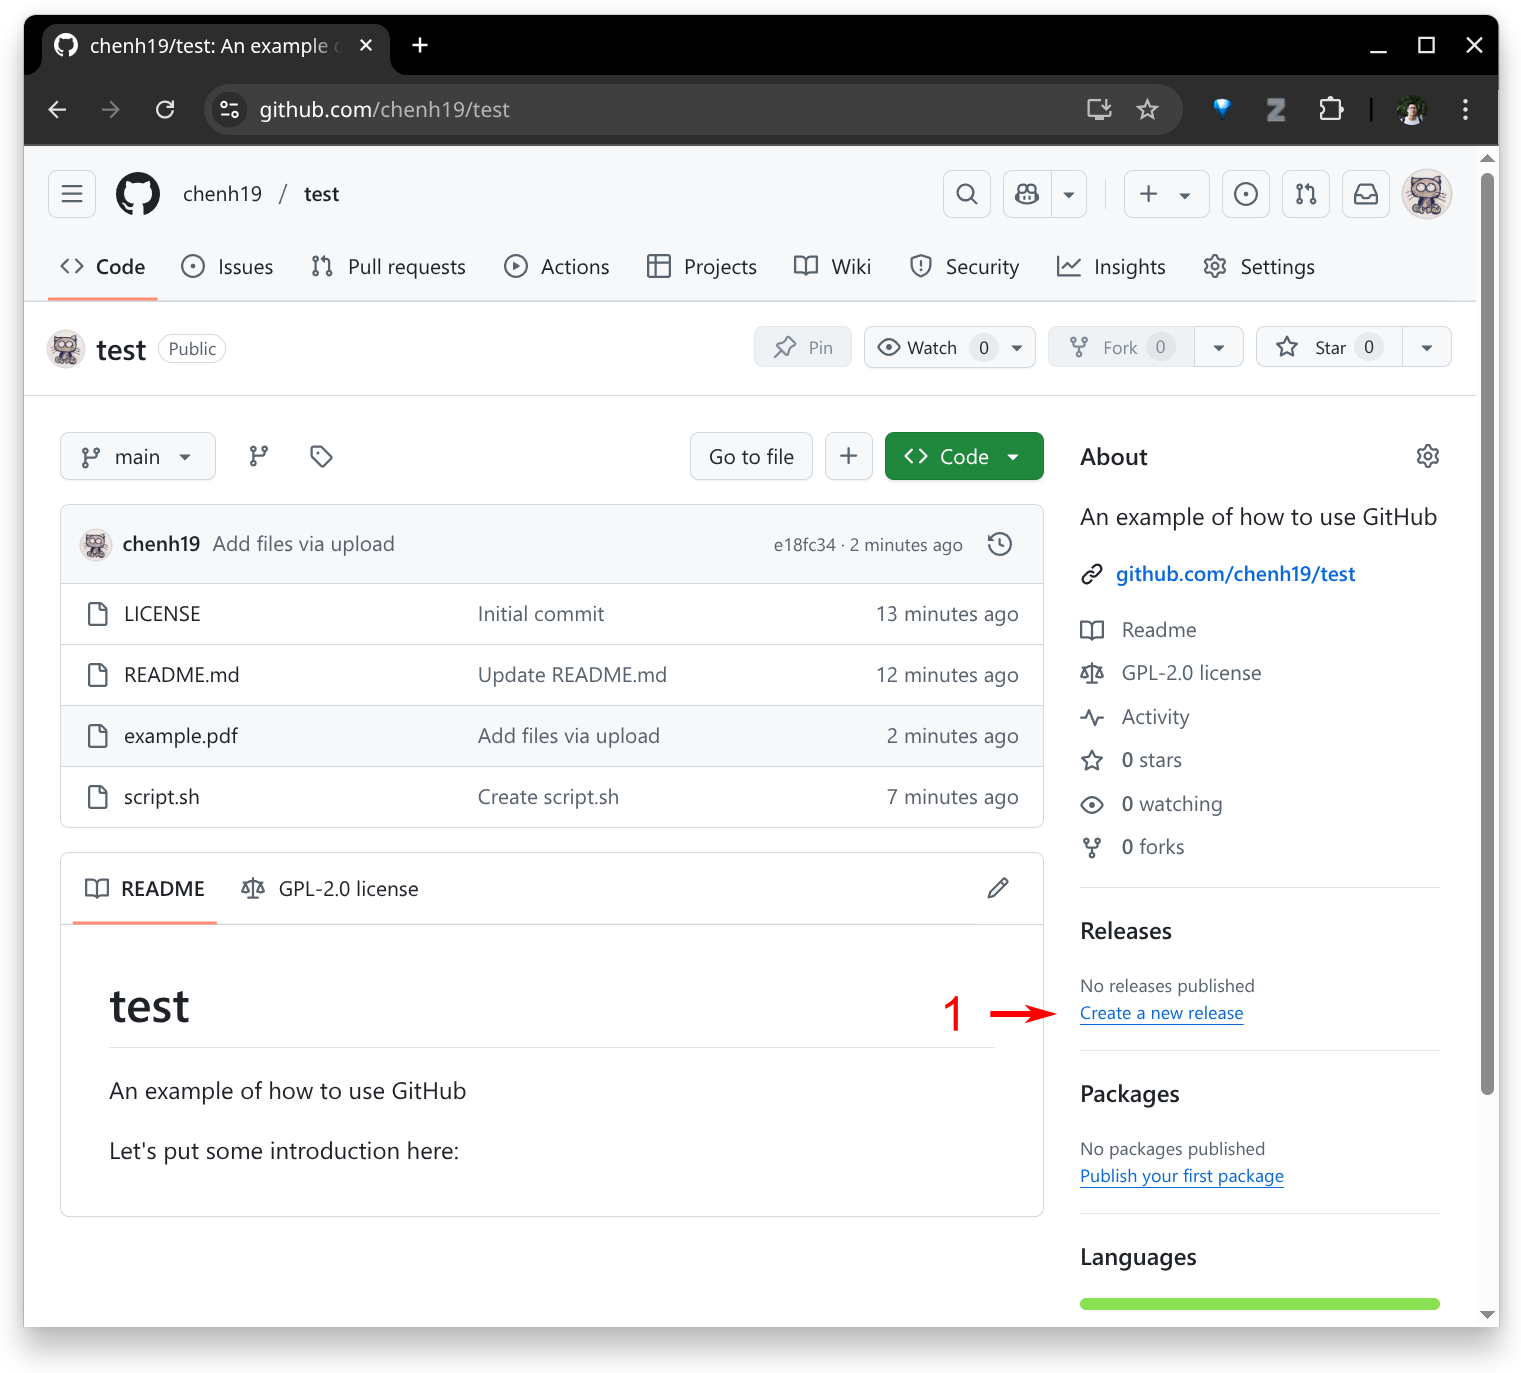 chenh19/test: An example
github.com/chenh19/test
chenh19 / test
Code Issues Pull requests Actions Projects Wiki Security Insights Settings
test Public Pin Watch 0 Fork 0 Star 0
main Go to file Code
chenh19 Add files via upload e18fc34 · 2 minutes ago
LICENSE Initial commit 13 minutes ago
README.md Update README.md 12 minutes ago
example.pdf Add files via upload 2 minutes ago
script.sh Create script.sh 7 minutes ago
README GPL-2.0 license
test
An example of how to use GitHub
Let's put some introduction here:
About
An example of how to use GitHub
github.com/chenh19/test
Readme
GPL-2.0 license
Activity
0 stars
0 watching
0 forks
Releases
No releases published
1 Create a new release
Packages
No packages published
Publish your first package
Languages